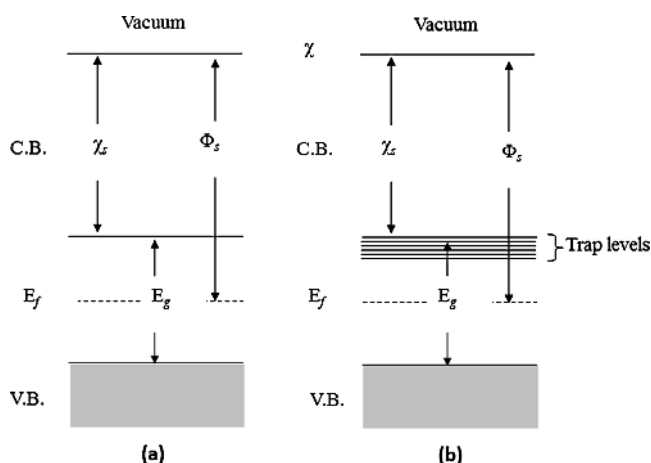 Vacuum
C.B.
χs
Φs
Ef
Eg
V.B.
(a)
Vacuum
χ
C.B.
χs
Φs
Trap levels
Ef
Eg
V.B.
(b)